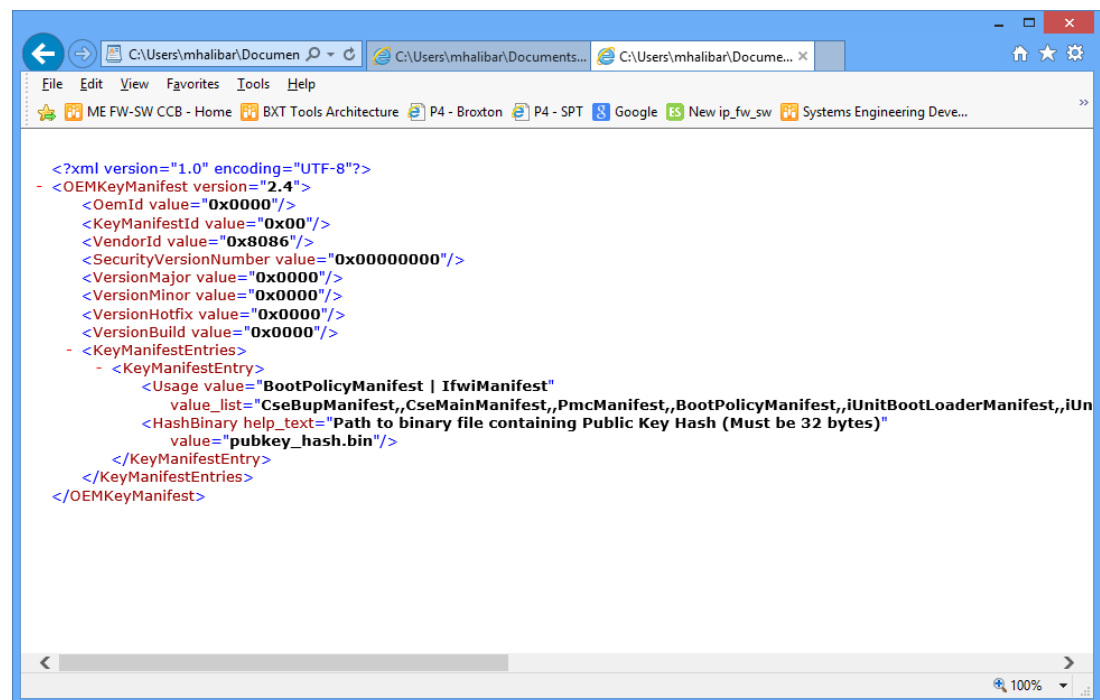 C:\Users\mhalibar\Documen
C:\Users\mhalibar\Documents...
C:\Users\mhalibar\Docume...
File Edit View Favorites Tools Help
ME FW-SW CCB - Home BXT Tools Architecture P4 - Broxton P4 - SPT Google ES New ip_fw_sw Systems Engineering Deve... »
<?xml version="1.0" encoding="UTF-8"?>
- <OEMKeyManifest version="2.4">
<OemId value="0x0000"/>
<KeyManifestId value="0x00"/>
<VendorId value="0x8086"/>
<SecurityVersionNumber value="0x00000000"/>
<VersionMajor value="0x0000"/>
<VersionMinor value="0x0000"/>
<VersionHotfix value="0x0000"/>
<VersionBuild value="0x0000"/>
- <KeyManifestEntries>
- <KeyManifestEntry>
<Usage value="BootPolicyManifest | IfwiManifest"
value_list="CseBupManifest,,CseMainManifest,,PmcManifest,,BootPolicyManifest,,iUnitBootLoaderManifest,,iUn
<HashBinary help_text="Path to binary file containing Public Key Hash (Must be 32 bytes)"
value="pubkey_hash.bin"/>
</KeyManifestEntry>
</KeyManifestEntries>
</OEMKeyManifest>
100%